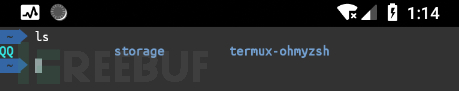 1:14
~ ls
QQ storage termux-ohmyzsh
~
FREEBUF